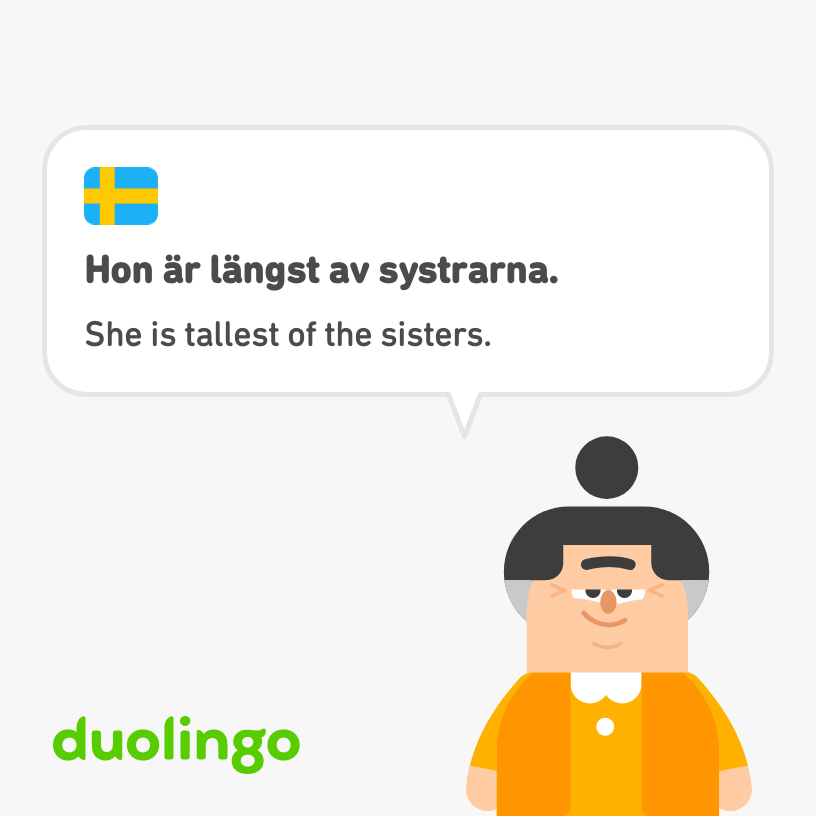 Hon är längst av systrarna.
She is tallest of the sisters.
duolingo